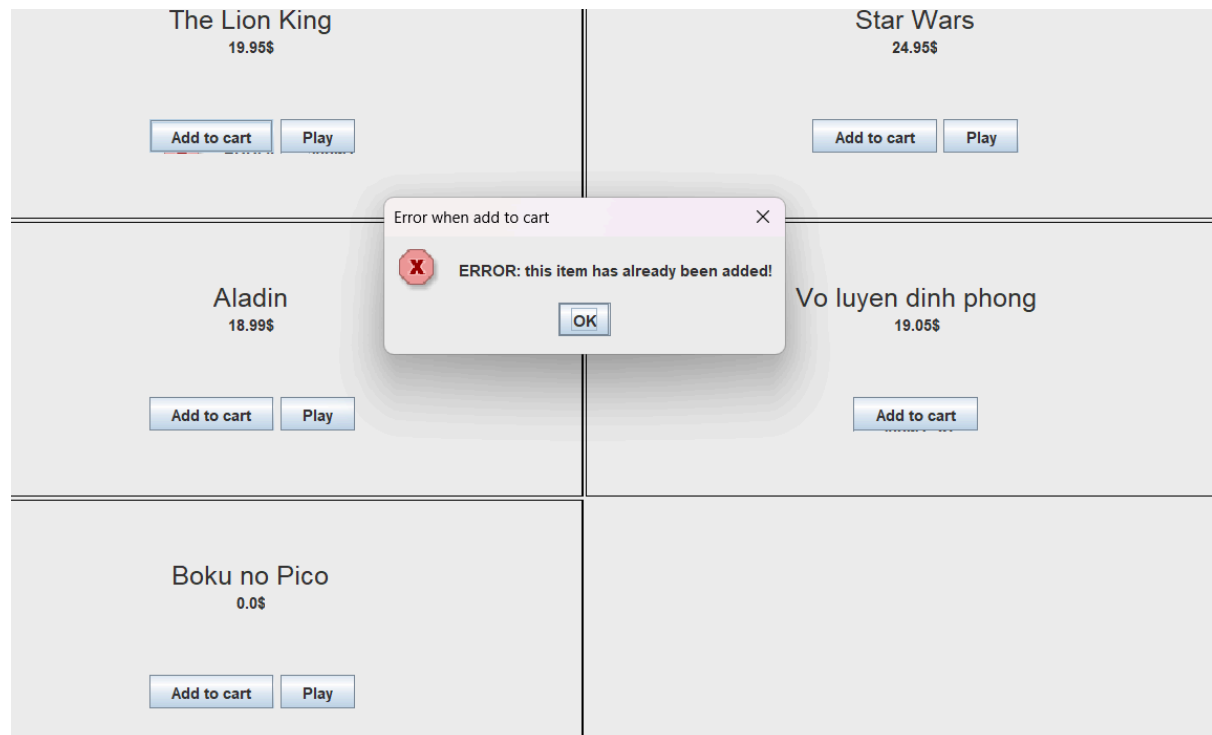 The Lion King
19.95$
Add to cart
Play
Star Wars
24.95$
Add to cart
Play
Error when add to cart
ERROR: this item has already been added!
OK
Aladin
18.99$
Add to cart
Play
Vo luyen dinh phong
19.05$
Add to cart
Boku no Pico
0.0$
Add to cart
Play